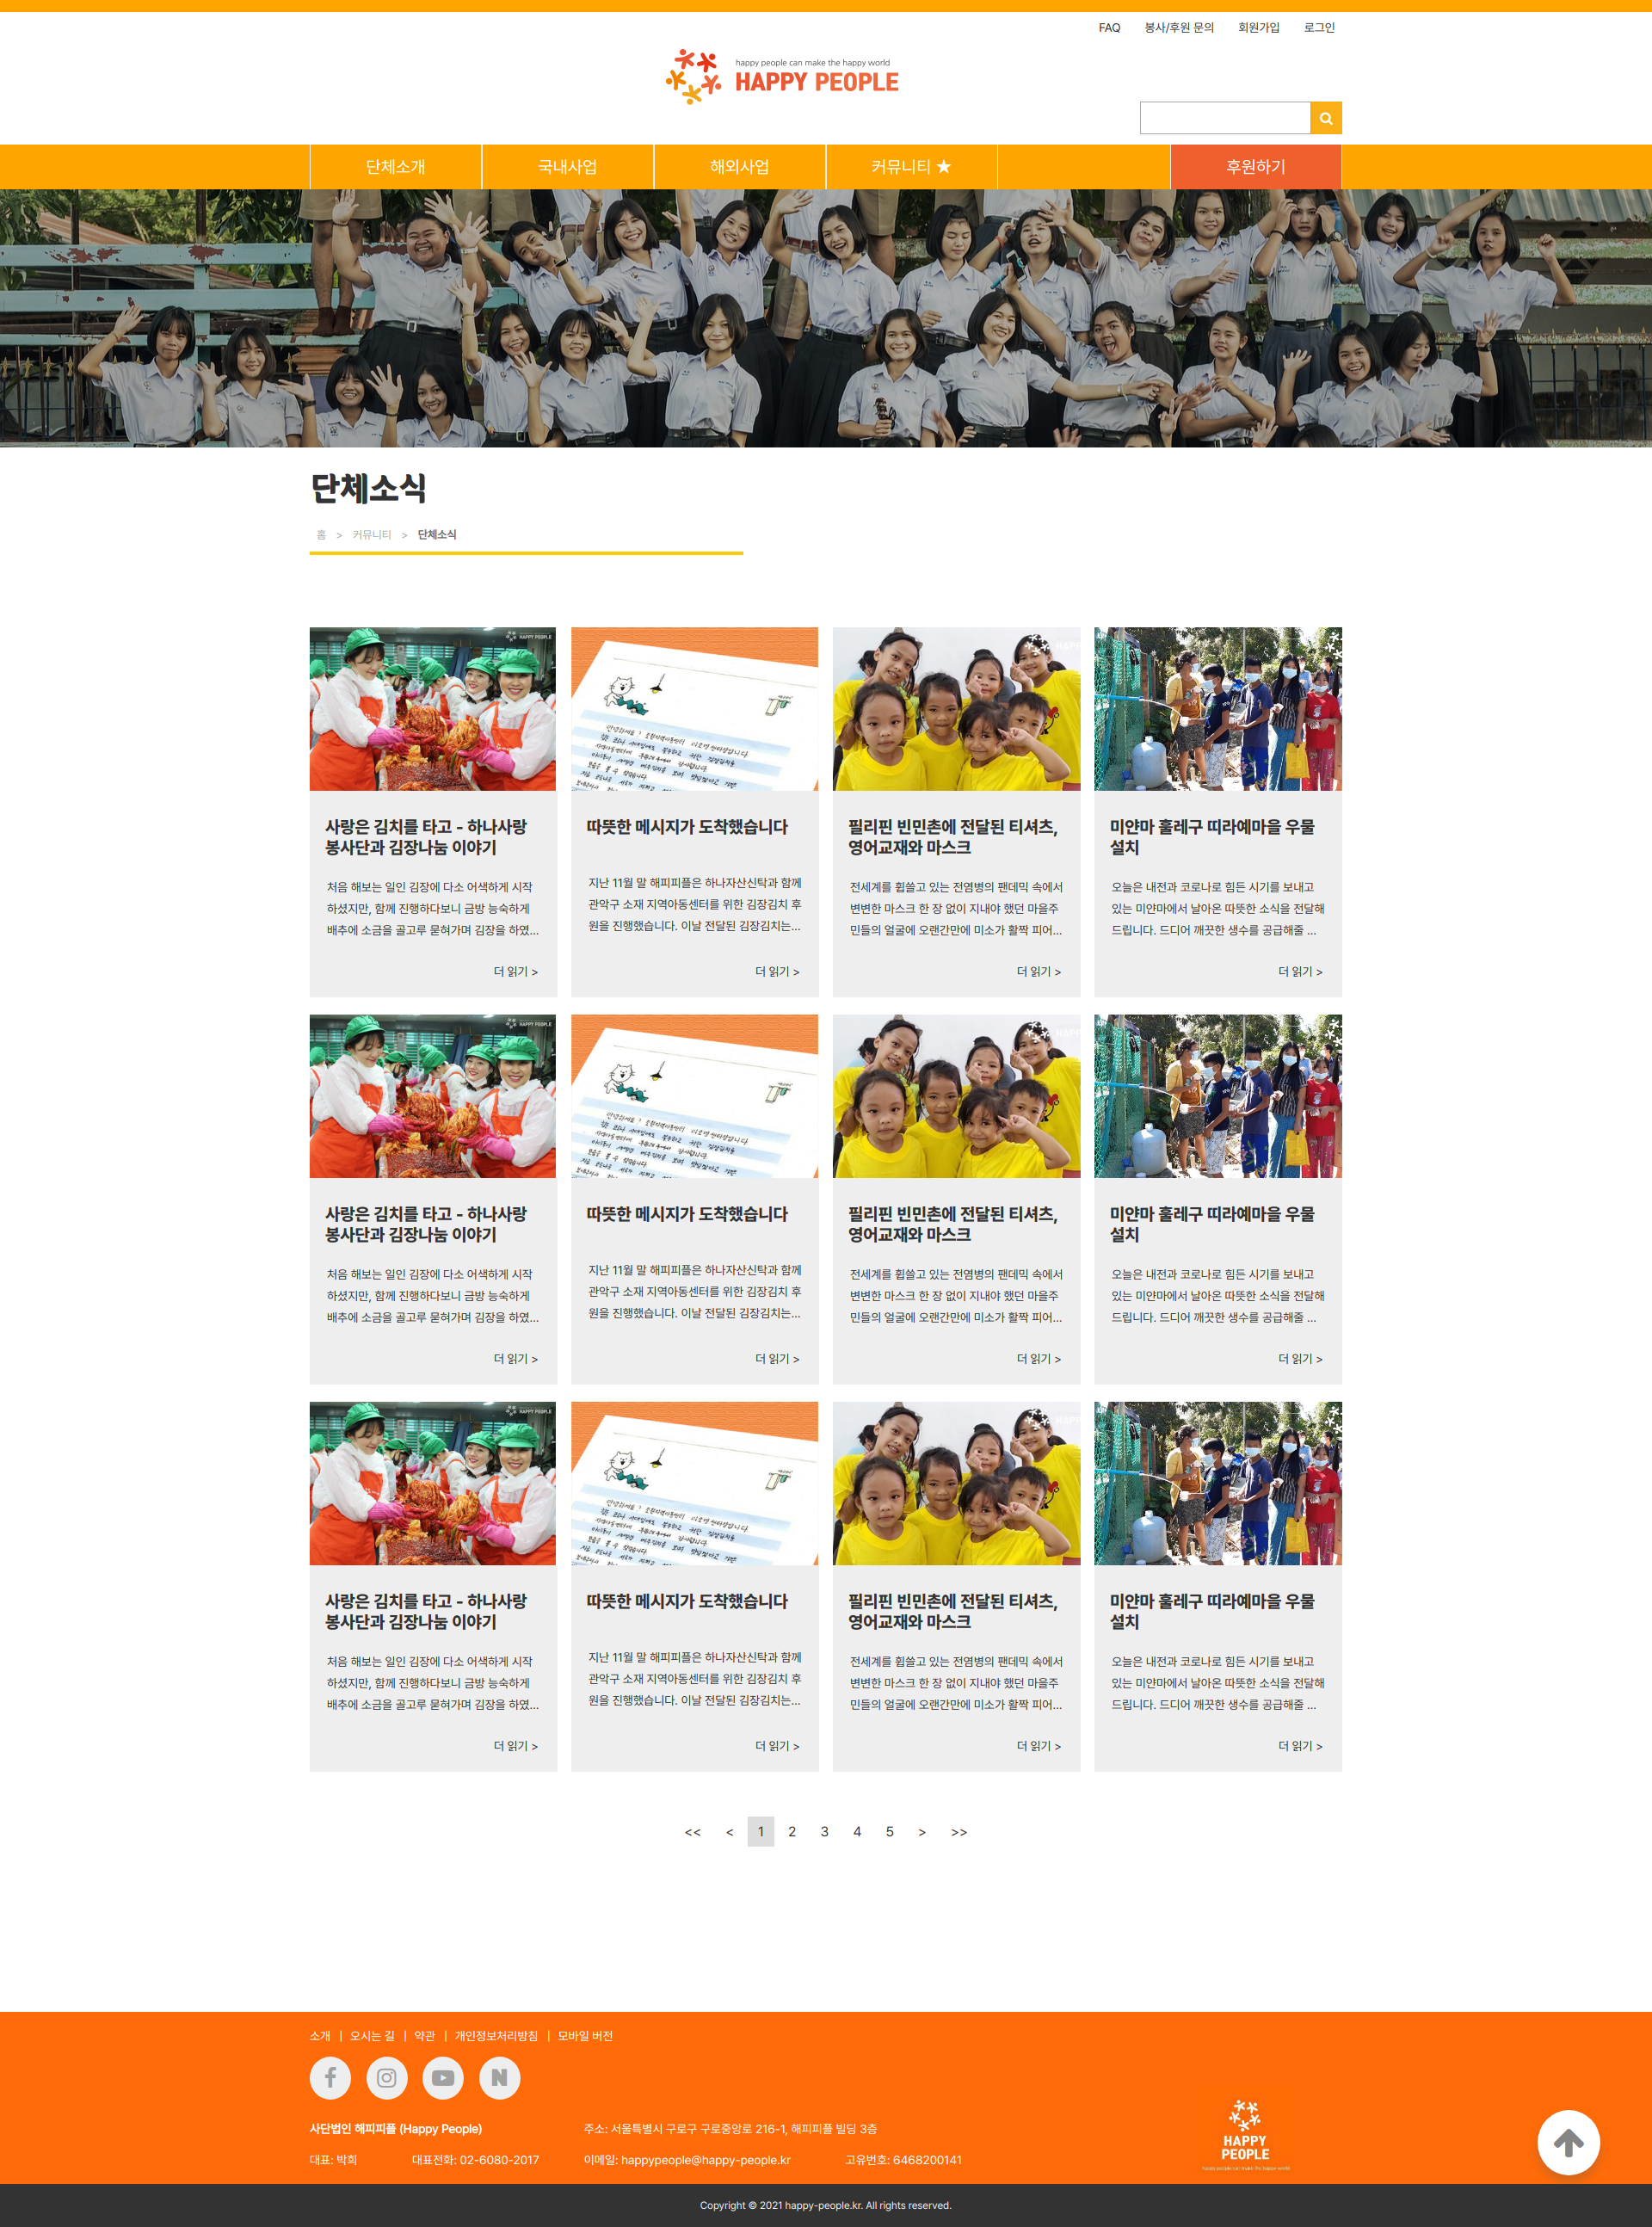 FAQ 봉사/후원 문의 회원가입 로그인
happy people can make the happy world
HAPPY PEOPLE
단체소개 국내사업 해외사업 커뮤니티 ★ 후원하기
단체소식
홈 > 커뮤니티 > 단체소식
HAPPY PEOPLE
사랑은 김치를 타고 - 하나사랑
봉사단과 김장나눔 이야기
처음 해보는 일인 김장에 다소 어색하게 시작
하셨지만, 함께 진행하다보니 금방 능숙하게
배추에 소금을 골고루 묻혀가며 김장을 하였...
더 읽기 >
따뜻한 메시지가 도착했습니다
지난 11월 말 해피피플은 하나자산신탁과 함께
관악구 소재 지역아동센터를 위한 김장김치 후
원을 진행했습니다. 이날 전달된 김장김치는...
더 읽기 >
필리핀 빈민촌에 전달된 티셔츠,
영어교재와 마스크
전세계를 휩쓸고 있는 전염병의 팬데믹 속에서
변변한 마스크 한 장 없이 지내야 했던 마을주
민들의 얼굴에 오랜간만에 미소가 활짝 피어...
더 읽기 >
미얀마 훌레구 띠라예마을 우물
설치
오늘은 내전과 코로나로 힘든 시기를 보내고
있는 미얀마에서 날아온 따뜻한 소식을 전달해
드립니다. 드디어 깨끗한 생수를 공급해줄 ...
더 읽기 >
HAPPY PEOPLE
사랑은 김치를 타고 - 하나사랑
봉사단과 김장나눔 이야기
처음 해보는 일인 김장에 다소 어색하게 시작
하셨지만, 함께 진행하다보니 금방 능숙하게
배추에 소금을 골고루 묻혀가며 김장을 하였...
더 읽기 >
따뜻한 메시지가 도착했습니다
지난 11월 말 해피피플은 하나자산신탁과 함께
관악구 소재 지역아동센터를 위한 김장김치 후
원을 진행했습니다. 이날 전달된 김장김치는...
더 읽기 >
필리핀 빈민촌에 전달된 티셔츠,
영어교재와 마스크
전세계를 휩쓸고 있는 전염병의 팬데믹 속에서
변변한 마스크 한 장 없이 지내야 했던 마을주
민들의 얼굴에 오랜간만에 미소가 활짝 피어...
더 읽기 >
미얀마 훌레구 띠라예마을 우물
설치
오늘은 내전과 코로나로 힘든 시기를 보내고
있는 미얀마에서 날아온 따뜻한 소식을 전달해
드립니다. 드디어 깨끗한 생수를 공급해줄 ...
더 읽기 >
HAPPY PEOPLE
사랑은 김치를 타고 - 하나사랑
봉사단과 김장나눔 이야기
처음 해보는 일인 김장에 다소 어색하게 시작
하셨지만, 함께 진행하다보니 금방 능숙하게
배추에 소금을 골고루 묻혀가며 김장을 하였...
더 읽기 >
따뜻한 메시지가 도착했습니다
지난 11월 말 해피피플은 하나자산신탁과 함께
관악구 소재 지역아동센터를 위한 김장김치 후
원을 진행했습니다. 이날 전달된 김장김치는...
더 읽기 >
필리핀 빈민촌에 전달된 티셔츠,
영어교재와 마스크
전세계를 휩쓸고 있는 전염병의 팬데믹 속에서
변변한 마스크 한 장 없이 지내야 했던 마을주
민들의 얼굴에 오랜간만에 미소가 활짝 피어...
더 읽기 >
미얀마 훌레구 띠라예마을 우물
설치
오늘은 내전과 코로나로 힘든 시기를 보내고
있는 미얀마에서 날아온 따뜻한 소식을 전달해
드립니다. 드디어 깨끗한 생수를 공급해줄 ...
더 읽기 >
<< < 1 2 3 4 5 > >>
소개 | 오시는 길 | 약관 | 개인정보처리방침 | 모바일 버전
사단법인 해피피플 (Happy People) 주소: 서울특별시 구로구 구로중앙로 216-1, 해피피플 빌딩 3층
대표: 박희 대표전화: 02-6080-2017 이메일: happypeople@happy-people.kr 고유번호: 6468200141
HAPPY
PEOPLE
happy people can make the happy world
Copyright © 2021 happy-people.kr. All rights reserved.